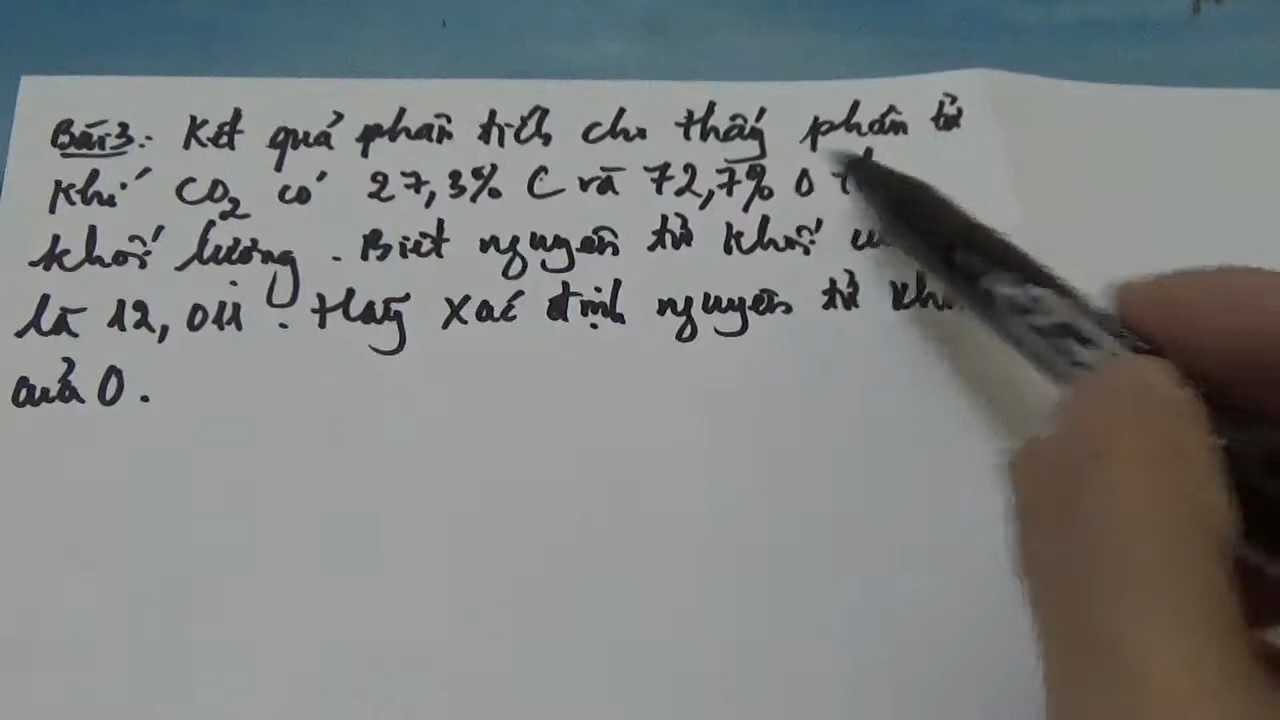 Bài 3: Kết quả phân tích cho thấy phân tử
khí CO2 có 27,3% C và 72,7% O
khối lượng. Biết nguyên tử khối
là 12,011. Hãy xác định nguyên tử
của O.